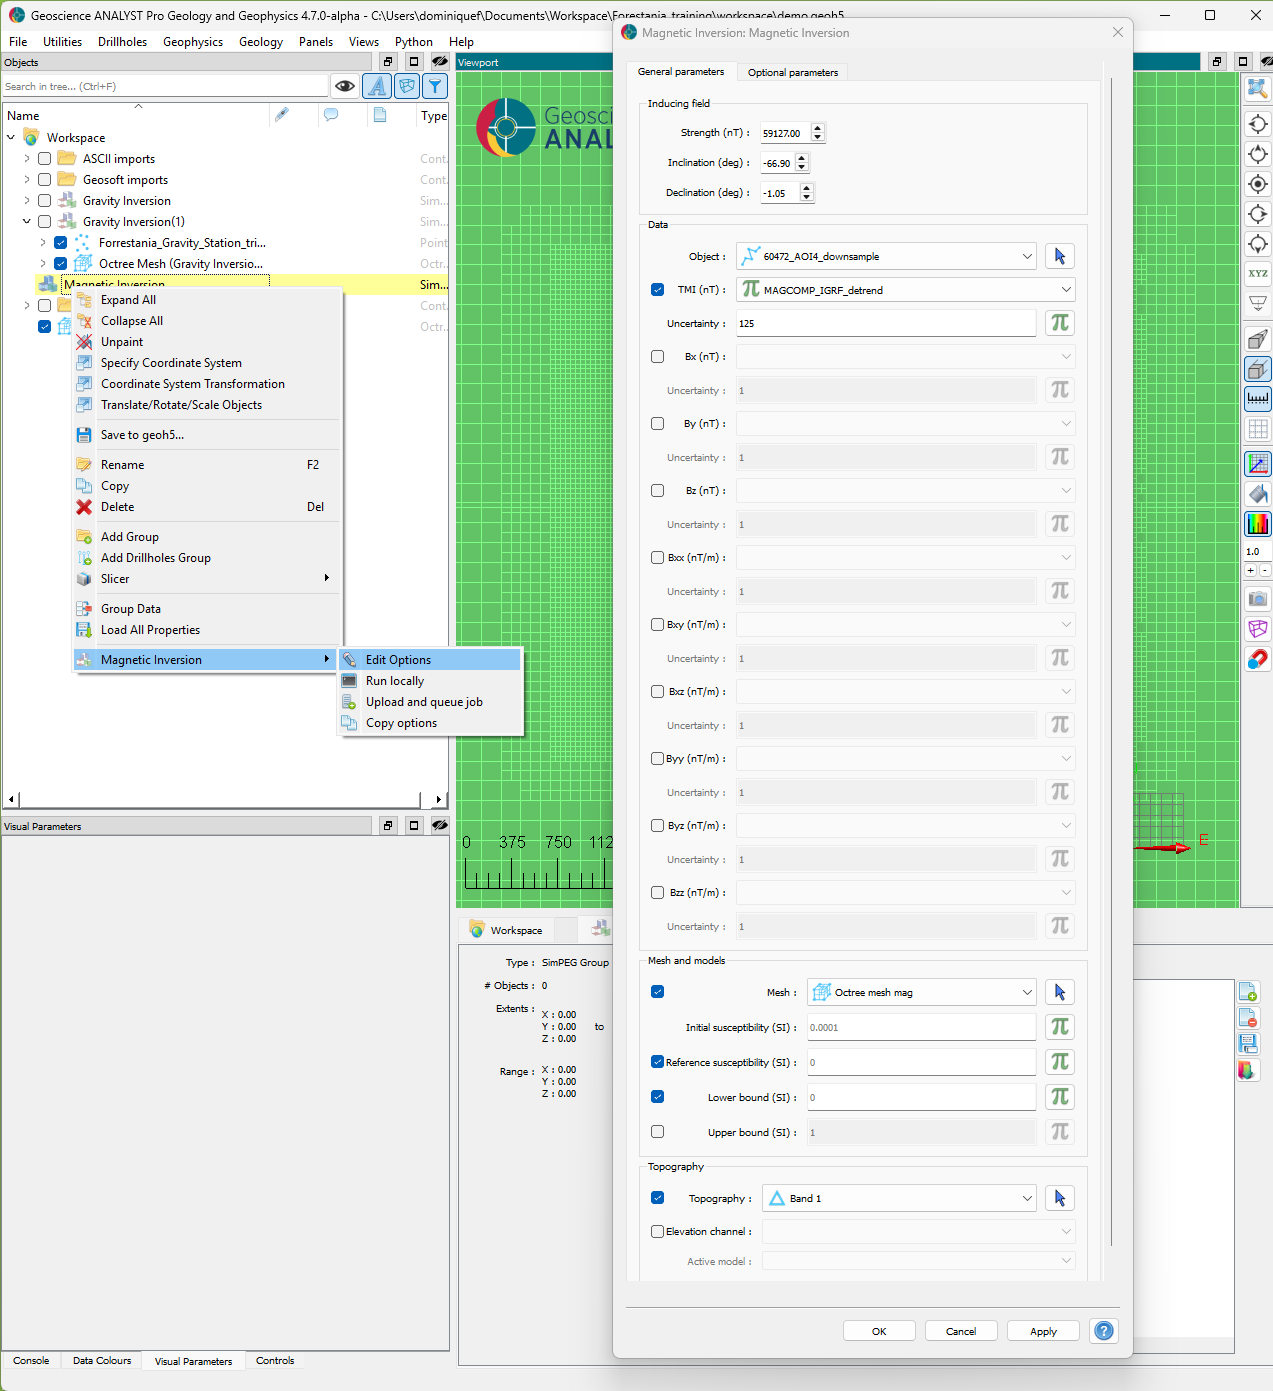 Geoscience ANALYST Pro Geology and Geophysics 4.7.0-alpha - C:\Users\dominiquef\Documents\Workspace\Forestania_training\workspace\demo.geoh5
File Utilities Drillholes Geophysics Geology Panels Views Python Help
Objects
Search in tree... (Ctrl+F)
Name Type
Workspace
ASCII imports Cont.
Geosoft imports Cont.
Gravity Inversion Sim...
Gravity Inversion(1) Sim...
Forrestania_Gravity_Station_tri... Point
Octree Mesh (Gravity Inversio... Octr.
Magnetic Inversion Sim...
Cont.
Octr.
Expand All
Collapse All
Unpaint
Specify Coordinate System
Coordinate System Transformation
Translate/Rotate/Scale Objects
Save to geoh5...
Rename F2
Copy
Delete Del
Add Group
Add Drillholes Group
Slicer
Group Data
Load All Properties
Magnetic Inversion
Edit Options
Run locally
Upload and queue job
Copy options
Visual Parameters
Console Data Colours Visual Parameters Controls
Viewport
Geosci
ANAL
0 375 750 112
E
XYZ
1.0
+ -
Workspace
Type : SimPEG Group
# Objects : 0
Extents :
X : 0.00
Y : 0.00 to
Z : 0.00
Range : X : 0.00
Y : 0.00
Z : 0.00
Magnetic Inversion: Magnetic Inversion
General parameters Optional parameters
Inducing field
Strength (nT) : 59127.00
Inclination (deg) : -66.90
Declination (deg) : -1.05
Data
Object : 60472_AOI4_downsample
TMI (nT) : MAGCOMP_IGRF_detrend
Uncertainty : 125
Bx (nT) :
Uncertainty : 1
By (nT) :
Uncertainty : 1
Bz (nT) :
Uncertainty : 1
Bxx (nT/m) :
Uncertainty : 1
Bxy (nT/m) :
Uncertainty : 1
Bxz (nT/m) :
Uncertainty : 1
Byy (nT/m) :
Uncertainty : 1
Byz (nT/m) :
Uncertainty : 1
Bzz (nT/m) :
Uncertainty : 1
Mesh and models
Mesh : Octree mesh mag
Initial susceptibility (SI) : 0.0001
Reference susceptibility (SI) : 0
Lower bound (SI) : 0
Upper bound (SI) : 1
Topography
Topography : Band 1
Elevation channel :
Active model :
OK Cancel Apply ?